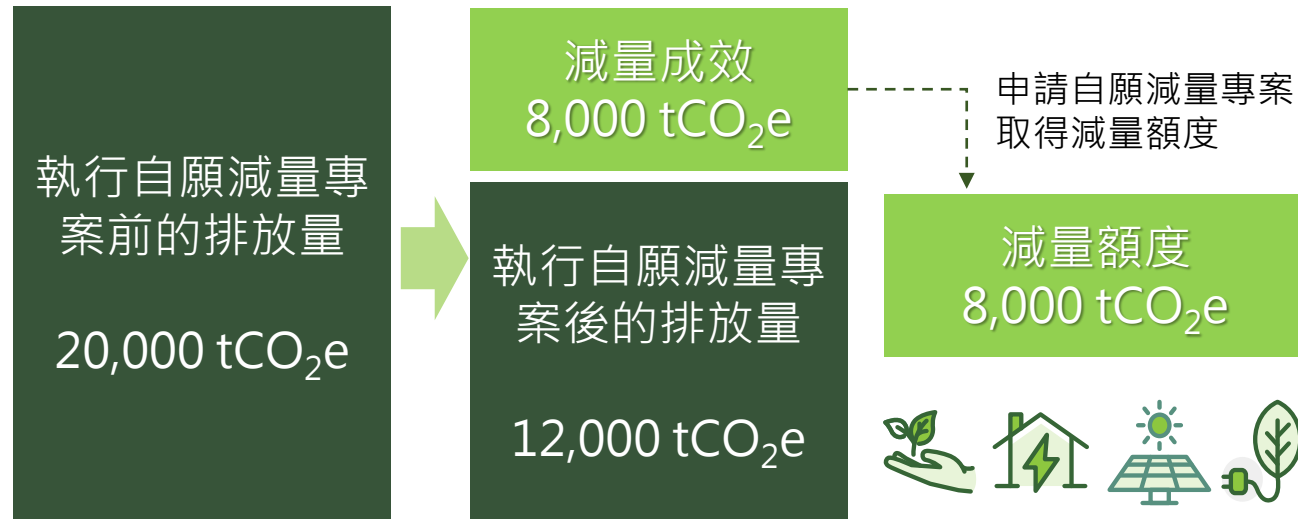 執行自願減量專
案前的排放量
20,000 tCO₂e
減量成效
8,000 tCO₂e
執行自願減量專
案後的排放量
12,000 tCO₂e
申請自願減量專案
取得減量額度
減量額度
8,000 tCO₂e